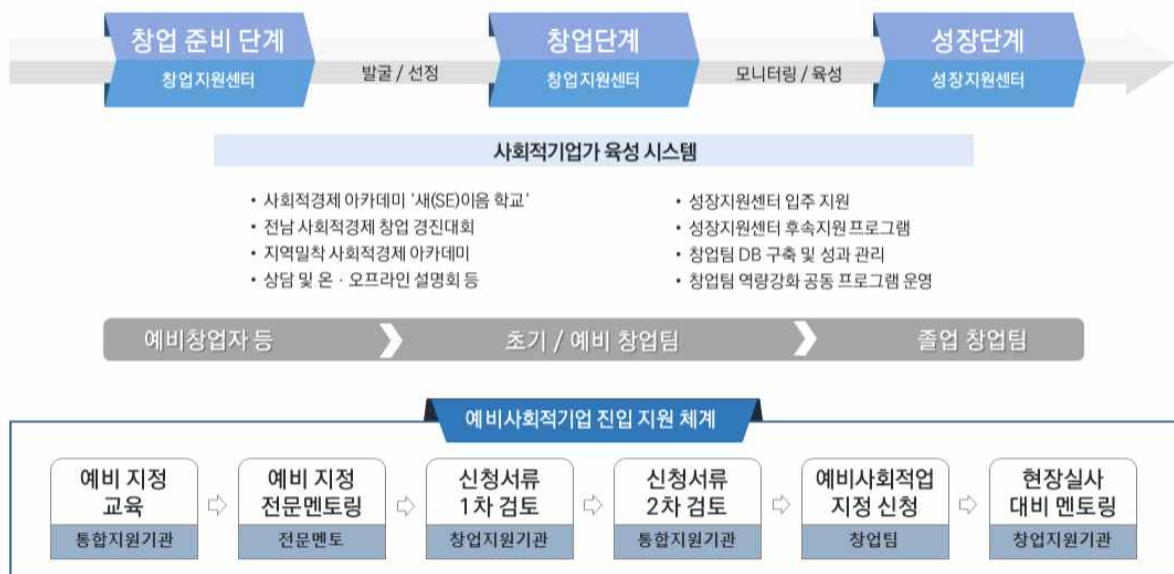 창업 준비 단계
창업지원센터
발굴 / 선정
창업단계
창업지원센터
모니터링 / 육성
성장단계
성장지원센터
사회적기업가 육성 시스템
• 사회적경제 아카데미 '새(SE)이음 학교'
• 전남 사회적경제 창업 경진대회
• 지역밀착 사회적경제 아카데미
• 상담 및 온 · 오프라인 설명회 등
• 성장지원센터 입주 지원
• 성장지원센터 후속지원 프로그램
• 창업팀 DB 구축 및 성과 관리
• 창업팀 역량강화 공동 프로그램 운영
예비창업자 등
초기 / 예비 창업팀
졸업 창업팀
예비사회적기업 진입 지원 체계
예비 지정
교육
통합지원기관
예비 지정
전문멘토링
전문멘토
신청서류
1차 검토
창업지원기관
신청서류
2차 검토
통합지원기관
예비사회적업
지정 신청
창업팀
현장실사
대비 멘토링
창업지원기관